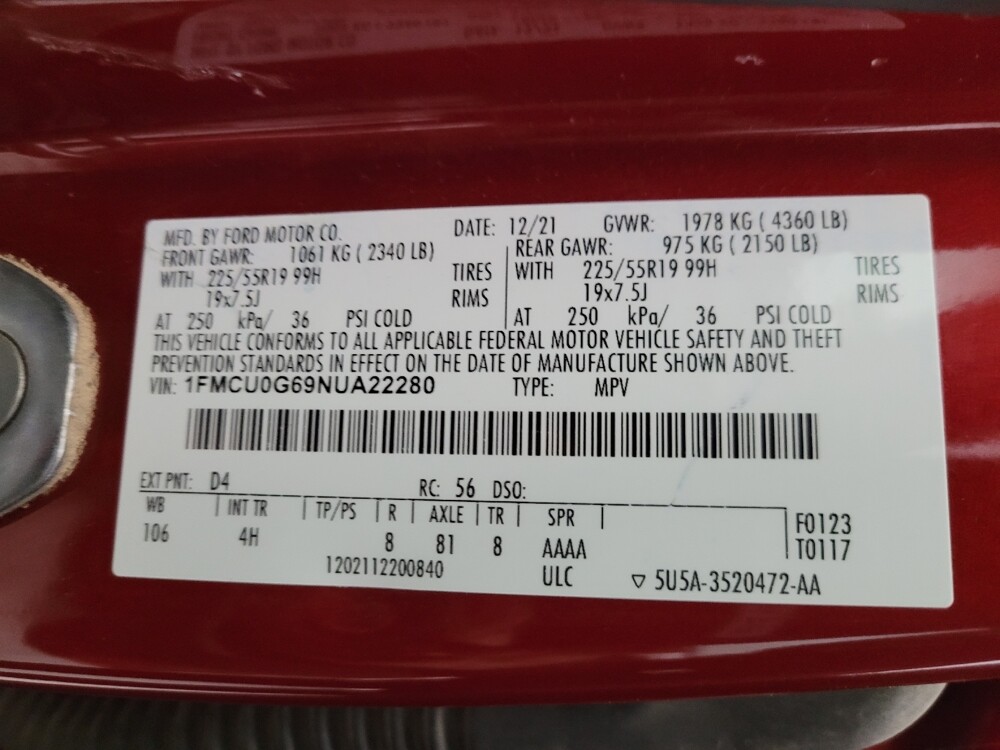 MFD. BY FORD MOTOR CO. DATE: 12/21 GVWR: 1978 KG ( 4360 LB)
FRONT GAWR: 1061 KG ( 2340 LB) REAR GAWR: 975 KG ( 2150 LB)
WITH 225/55R19 99H TIRES WITH 225/55R19 99H TIRES
19x7.5J RIMS 19x7.5J RIMS
AT 250 kPa/ 36 PSI COLD AT 250 kPa/ 36 PSI COLD
THIS VEHICLE CONFORMS TO ALL APPLICABLE FEDERAL MOTOR VEHICLE SAFETY AND THEFT
PREVENTION STANDARDS IN EFFECT ON THE DATE OF MANUFACTURE SHOWN ABOVE.
VIN: 1FMCU0G69NUA22280 TYPE: MPV
EXT PNT: D4 RC: 56 DSO:
WB INT TR TP/PS R AXLE TR SPR F0123
106 4H 8 81 8 AAAA T0117
1202112200840 ULC 5U5A-3520472-AA